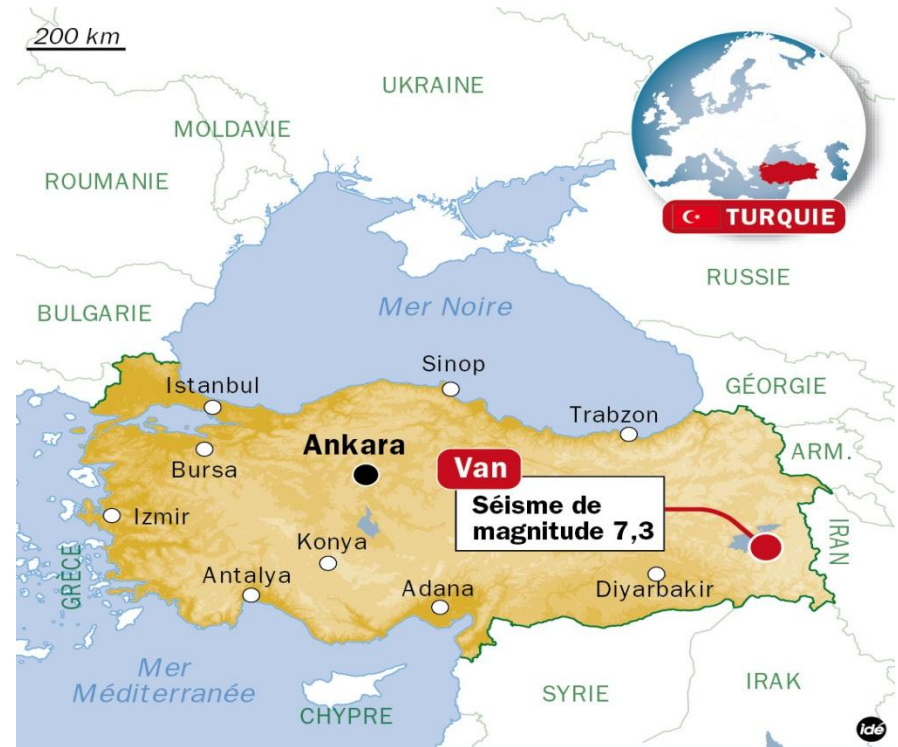 200 km
UKRAINE
MOLDAVIE
ROUMANIE
TURQUIE
RUSSIE
BULGARIE
Mer Noire
Sinop
Istanbul
GÉORGIE
Trabzon
Ankara
Bursa
ARM.
Van
Séisme de
magnitude 7,3
Izmir
IRAN
Konya
GRÈCE
Antalya
Adana
Diyarbakir
Mer
Méditerranée
SYRIE
IRAK
CHYPRE
idé